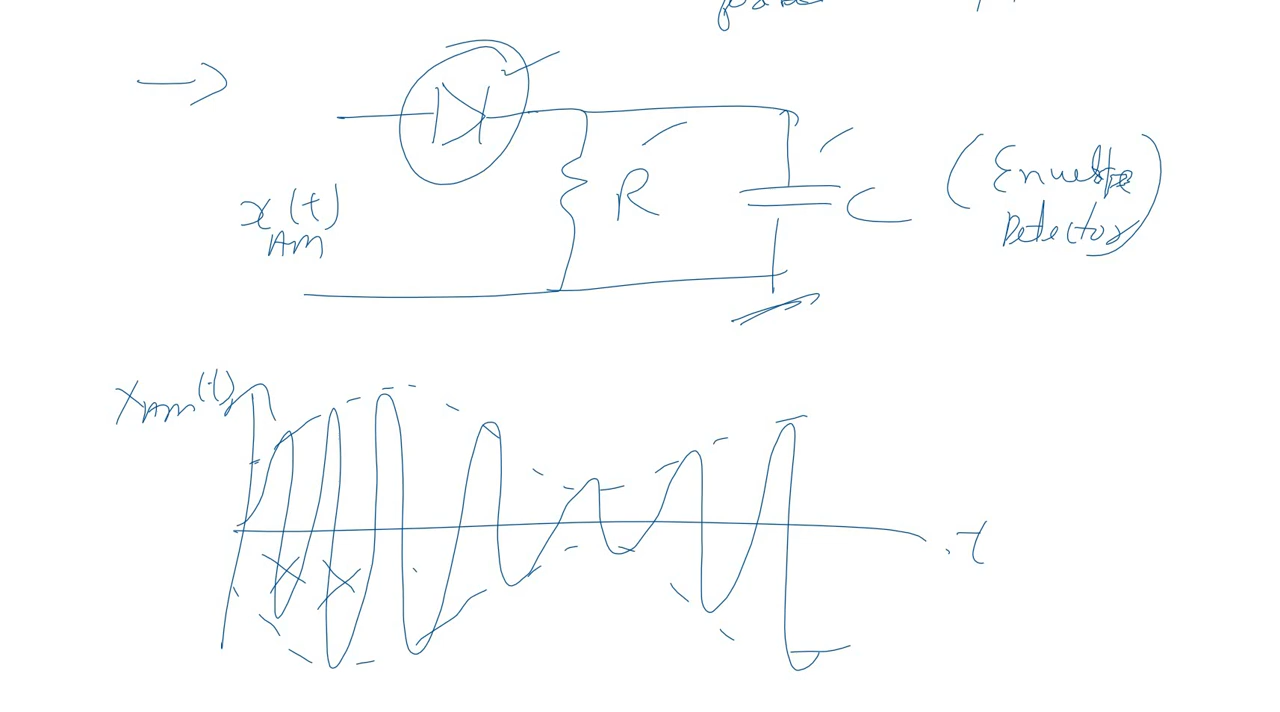 R
C
x(t)
AM
(Envelope
Detector)
XAM(t)
t